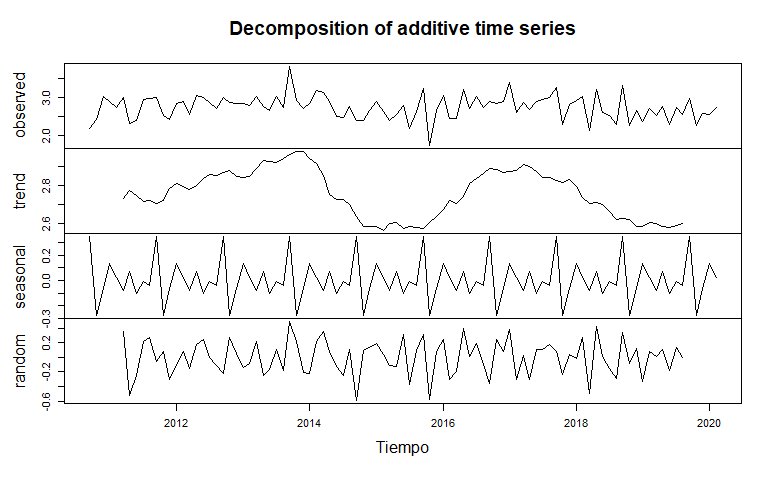 Decomposition of additive time series
observed
2.0 3.0
trend
2.6 2.8
seasonal
-0.3 0.0 0.2
random
-0.6 -0.2 0.2
2012 2014 2016 2018 2020
Tiempo